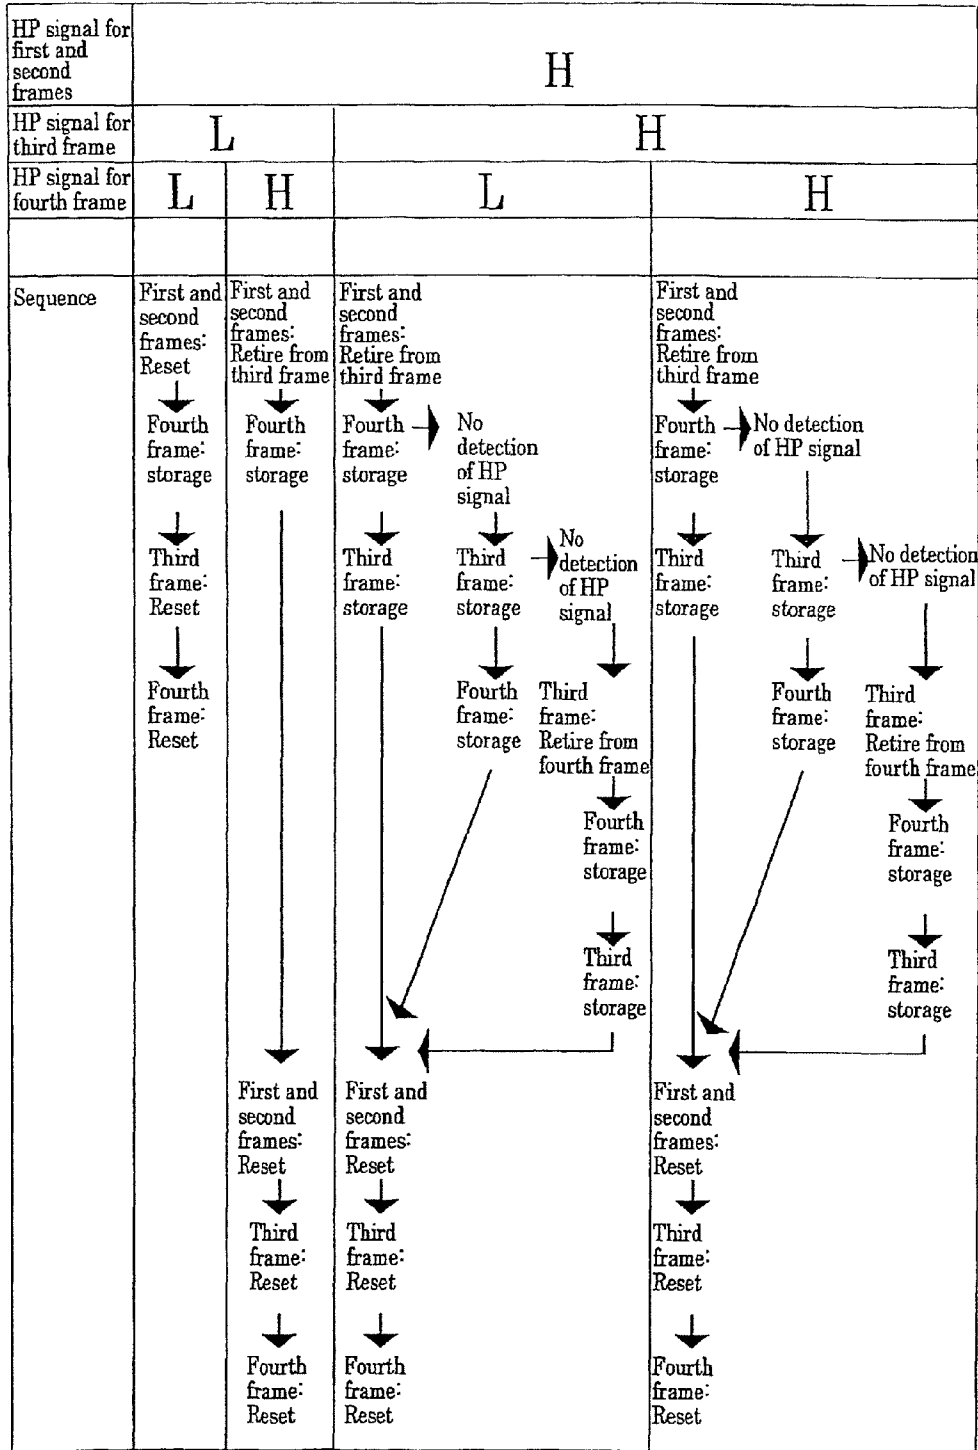 HP signal for
first and
second
frames
H
HP signal for
third frame
L
H
HP signal for
fourth frame
L
H
L
H
Sequence
First and
second
frames:
Reset
Fourth
frame:
storage
Third
frame:
Reset
Fourth
frame:
Reset
First and
second
frames:
Retire from
third frame
Fourth
frame:
storage
First and
second
frames:
Reset
Third
frame:
Reset
Fourth
frame:
Reset
First and
second
frames:
Retire from
third frame
Fourth
frame:
storage
No
detection
of HP
signal
Third
frame:
storage
Third
frame:
storage
No
detection
of HP
signal
Fourth
frame:
storage
Third
frame:
Retire from
fourth frame
Fourth
frame:
storage
Third
frame:
storage
First and
second
frames:
Reset
Third
frame:
Reset
Fourth
frame:
Reset
First and
second
frames:
Retire from
third frame
Fourth
frame:
storage
No detection
of HP signal
Third
frame:
storage
Third
frame:
storage
No detection
of HP signal
Fourth
frame:
storage
Third
frame:
Retire from
fourth frame
Fourth
frame:
storage
Third
frame:
storage
First and
second
frames:
Reset
Third
frame:
Reset
Fourth
frame:
Reset